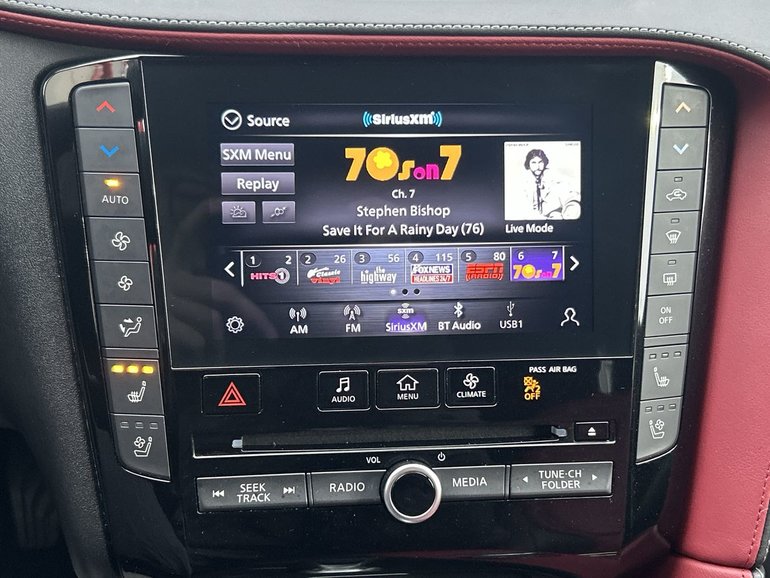 Source
((SiriusXM))
SXM Menu
Replay
70s on 7
Ch. 7
Stephen Bishop
Save It For A Rainy Day (76)
Live Mode
1 2 HITS 1
2 26 Classic Vinyl
3 56 the highway
4 115 FOX NEWS HEADLINES 24/7
5 80 ESPN RADIO
6 7 70s on 7
AM
FM
sxm SiriusXM
BT Audio
USB1
AUTO
ON
OFF
AUDIO
MENU
CLIMATE
PASS AIR BAG
2
OFF
VOL
SEEK
TRACK
RADIO
MEDIA
TUNE·CH
FOLDER